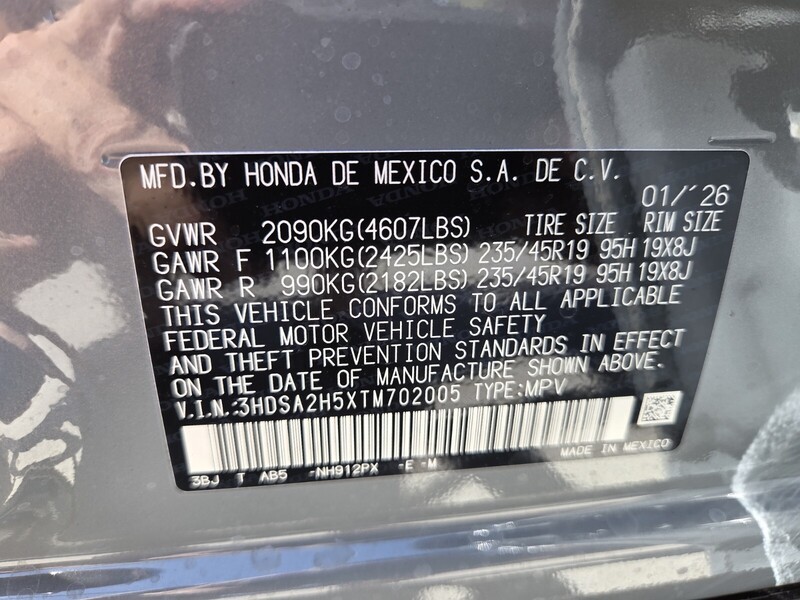 MFD.BY HONDA DE MEXICO S.A. DE C.V.
01/'26
GVWR 2090KG(4607LBS) TIRE SIZE RIM SIZE
GAWR F 1100KG(2425LBS) 235/45R19 95H 19X8J
GAWR R 990KG(2182LBS) 235/45R19 95H 19X8J
THIS VEHICLE CONFORMS TO ALL APPLICABLE
FEDERAL MOTOR VEHICLE SAFETY
AND THEFT PREVENTION STANDARDS IN EFFECT
ON THE DATE OF MANUFACTURE SHOWN ABOVE.
V.I.N.:3HDSA2H5XTM702005 TYPE:MPV
MADE IN MEXICO
3BJ T AB5 -NH912PX -E -M